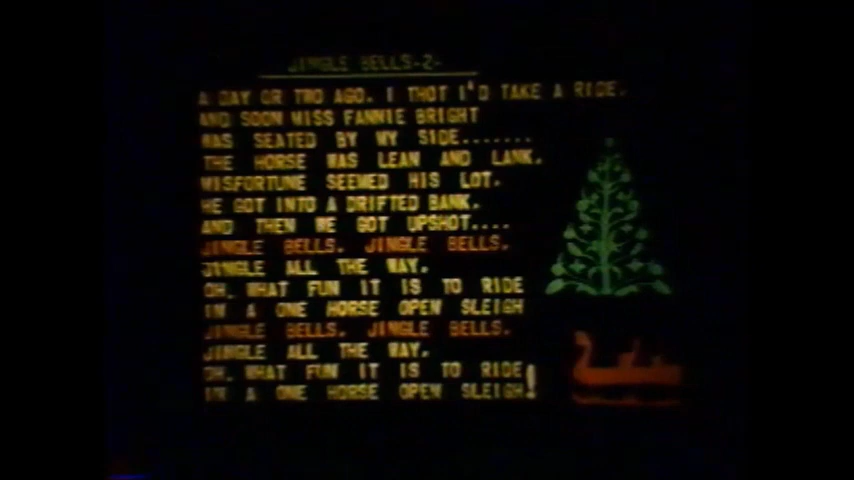 JINGLE BELLS-2-
A DAY OR TWO AGO. I THOT I'D TAKE A RIDE.
AND SOON MISS FANNIE BRIGHT
WAS SEATED BY MY SIDE.......
THE HORSE WAS LEAN AND LANK.
MISFORTUNE SEEMED HIS LOT.
HE GOT INTO A DRIFTED BANK.
AND THEN WE GOT UPSHOT....
JINGLE BELLS. JINGLE BELLS.
JINGLE ALL THE WAY.
OH. WHAT FUN IT IS TO RIDE
IN A ONE HORSE OPEN SLEIGH
JINGLE BELLS. JINGLE BELLS.
JINGLE ALL THE WAY.
OH. WHAT FUN IT IS TO RIDE
IN A ONE HORSE OPEN SLEIGH!